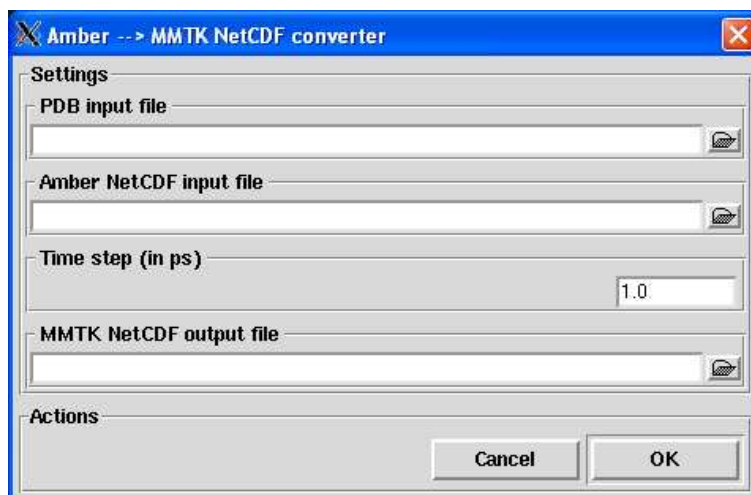 Amber --> MMTK NetCDF converter
Settings
PDB input file
Amber NetCDF input file
Time step (in ps)
1.0
MMTK NetCDF output file
Actions
Cancel OK